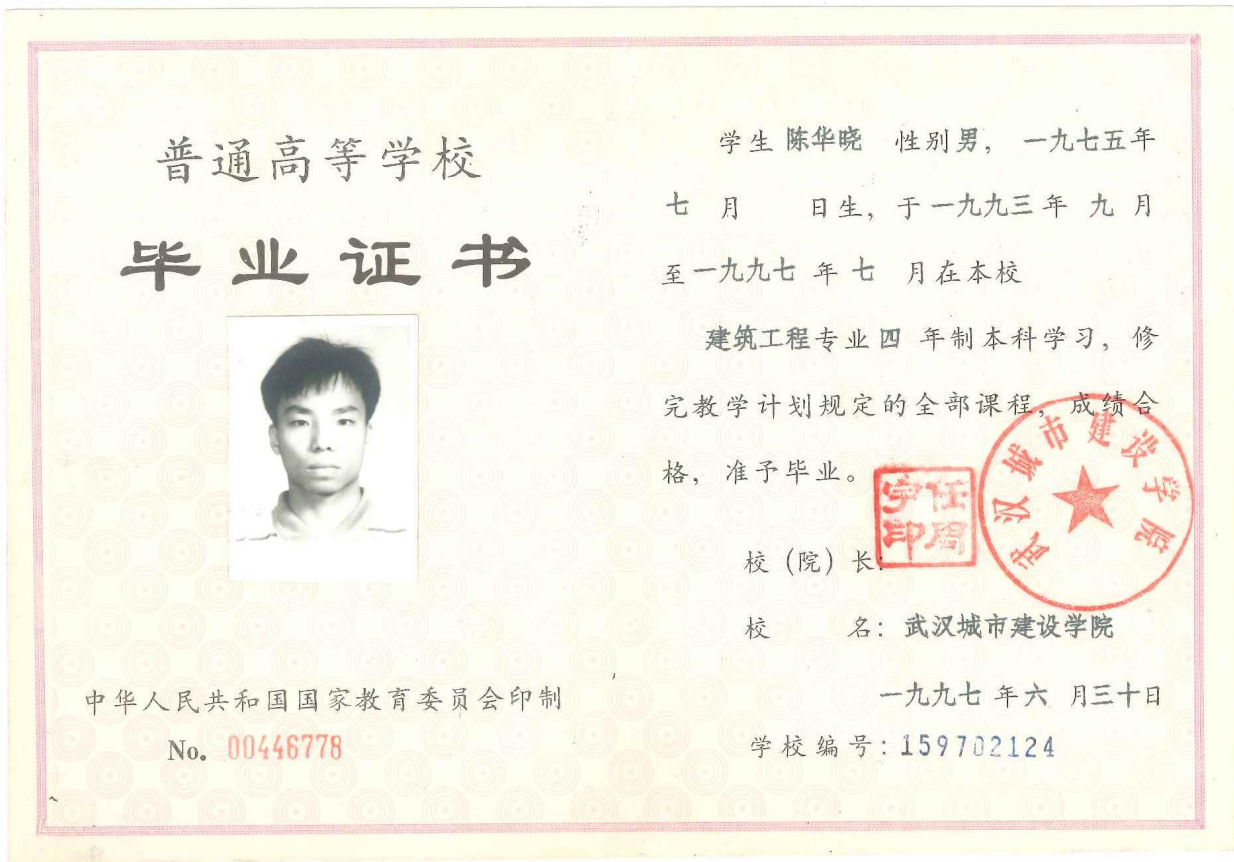 普通高等学校
毕业证书
中华人民共和国国家教育委员会印制
No. 00446778
学生 陈华晓 性别男, 一九七五年
七 月 日生, 于一九九三年 九 月
至一九九七 年 七 月在本校
建筑工程专业四 年制本科学习, 修
完教学计划规定的全部课程, 成绩合
格, 准予毕业。
校 (院) 长:
任周宇印
武汉城市建设学院
校 名: 武汉城市建设学院
一九九七 年六 月三十日
学校编号: 159702124